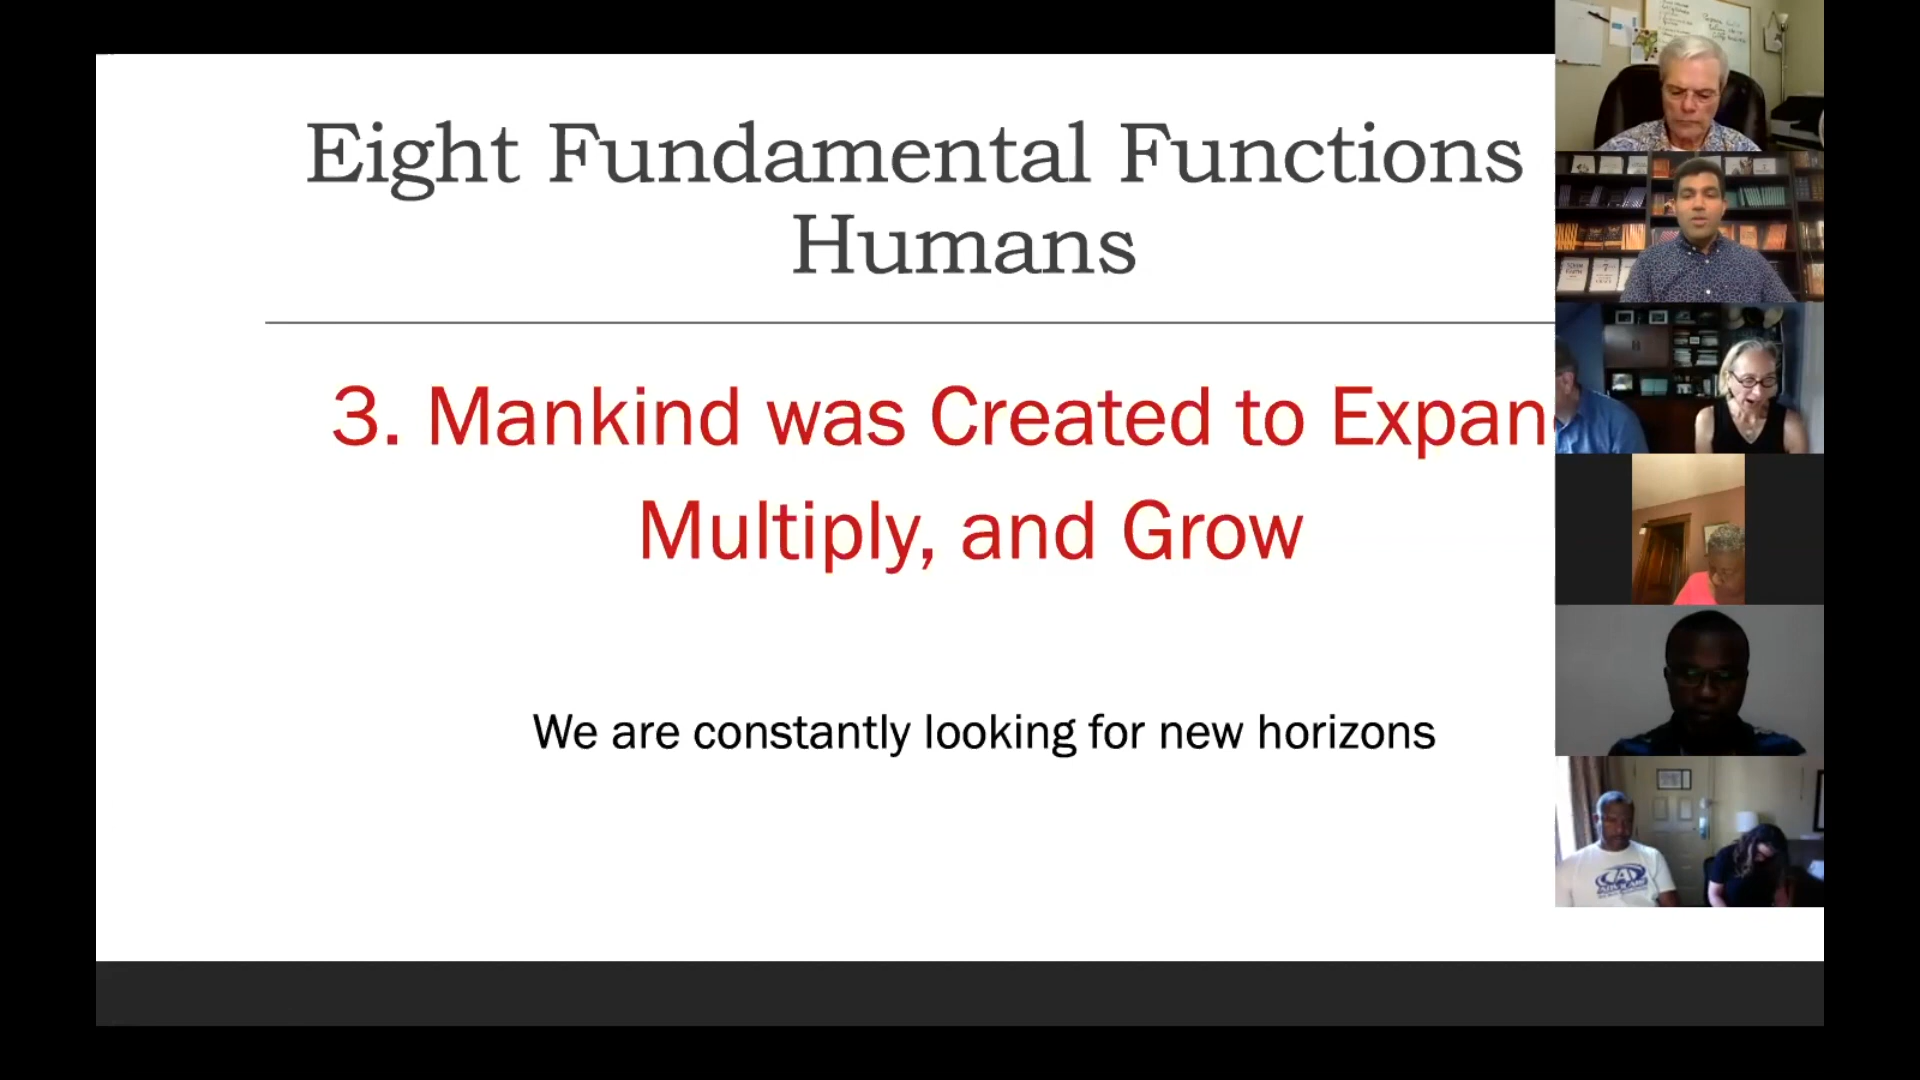 Eight Fundamental Functions
Humans
3. Mankind was Created to Expan
Multiply, and Grow
We are constantly looking for new horizons